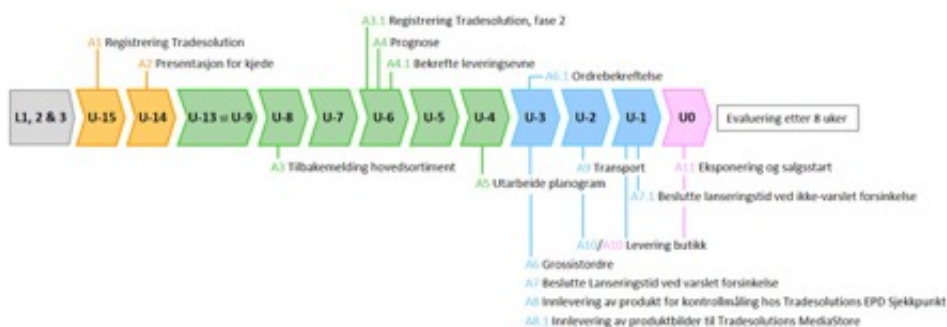 A3.1 Registrering Tradesolution, fase 2
A1 Registrering Tradesolution
A4 Prognose
A2 Presentasjon for kjede
A4.1 Bekrefte leveringsevne
A6.1 Ordrebekreftelse
L1, 2 & 3
U-15
U-14
U-13 til U-9
U-8
U-7
U-6
U-5
U-4
U-3
U-2
U-1
U0
Evaluering etter 8 uker
A3 Tilbakemelding hovedsortiment
A9 Transport
A11 Eksponering og salgsstart
A5 Utarbeide planogram
A7.1 Beslutte lanseringstid ved ikke-varslet forsinkelse
A10/A10 Levering butikk
A6 Grossistordre
A7 Beslutte Lanseringstid ved varslet forsinkelse
A8 Innlevering av produkt for kontrollmåling hos Tradesolutions EPD Sjekkpunkt
A8.1 Innlevering av produktbilder til Tradesolutions MediaStore